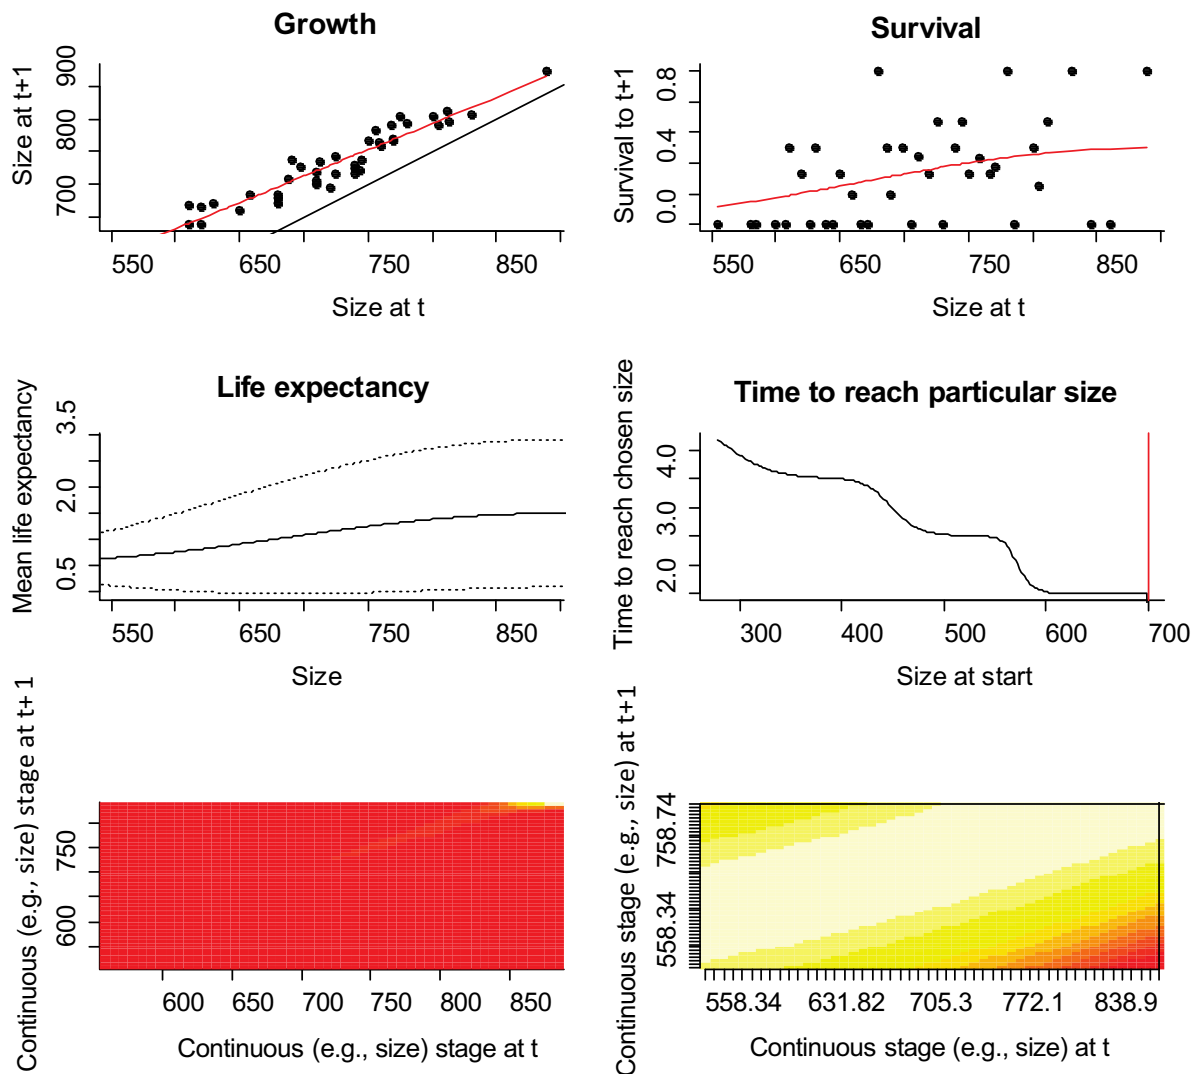 Growth
Size at t+1
900
800
700
550 650 750 850
Size at t
Survival
Survival to t+1
0.8
0.4
0.0
550 650 750 850
Size at t
Life expectancy
Mean life expectancy
3.5
2.0
0.5
550 650 750 850
Size
Time to reach particular size
Time to reach chosen size
4.0
3.0
2.0
300 400 500 600 700
Size at start
Continuous (e.g., size) stage at t+ 1
750
600
600 650 700 750 800 850
Continuous (e.g., size) stage at t
Continuous stage (e.g., size) at t+1
758.74
558.34
558.34 631.82 705.3 772.1 838.9
Continuous stage (e.g., size) at t